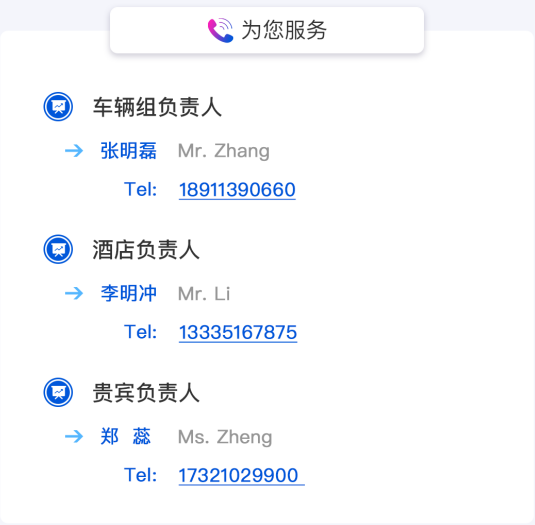 为您服务
车辆组负责人
张明磊 Mr. Zhang
Tel: 18911390660
酒店负责人
李明冲 Mr. Li
Tel: 13335167875
贵宾负责人
郑 蕊 Ms. Zheng
Tel: 17321029900